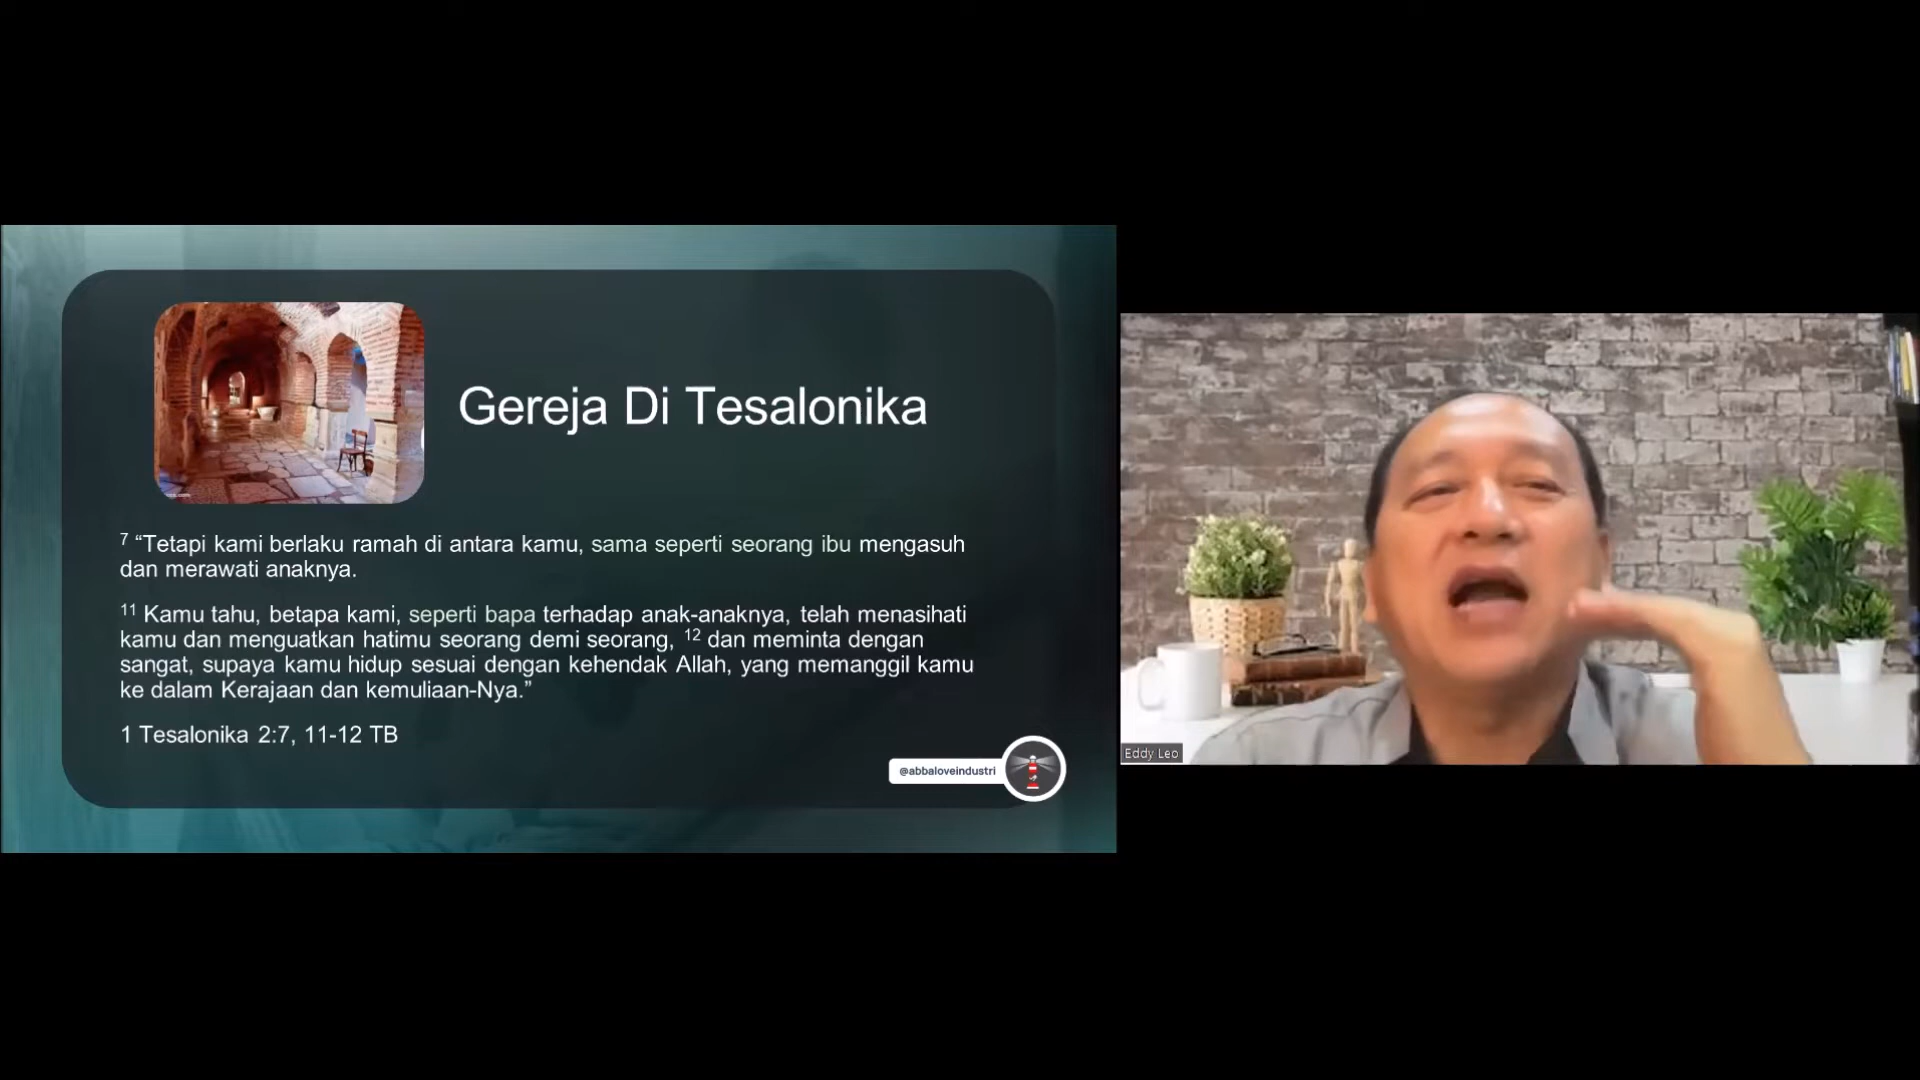 Gereja Di Tesalonika
7 “Tetapi kami berlaku ramah di antara kamu, sama seperti seorang ibu mengasuh
dan merawati anaknya.
11 Kamu tahu, betapa kami, seperti bapa terhadap anak-anaknya, telah menasihati
kamu dan menguatkan hatimu seorang demi seorang, 12 dan meminta dengan
sangat, supaya kamu hidup sesuai dengan kehendak Allah, yang memanggil kamu
ke dalam Kerajaan dan kemuliaan-Nya.”
1 Tesalonika 2:7, 11-12 TB
@abbaloveindustri
Eddy Leo